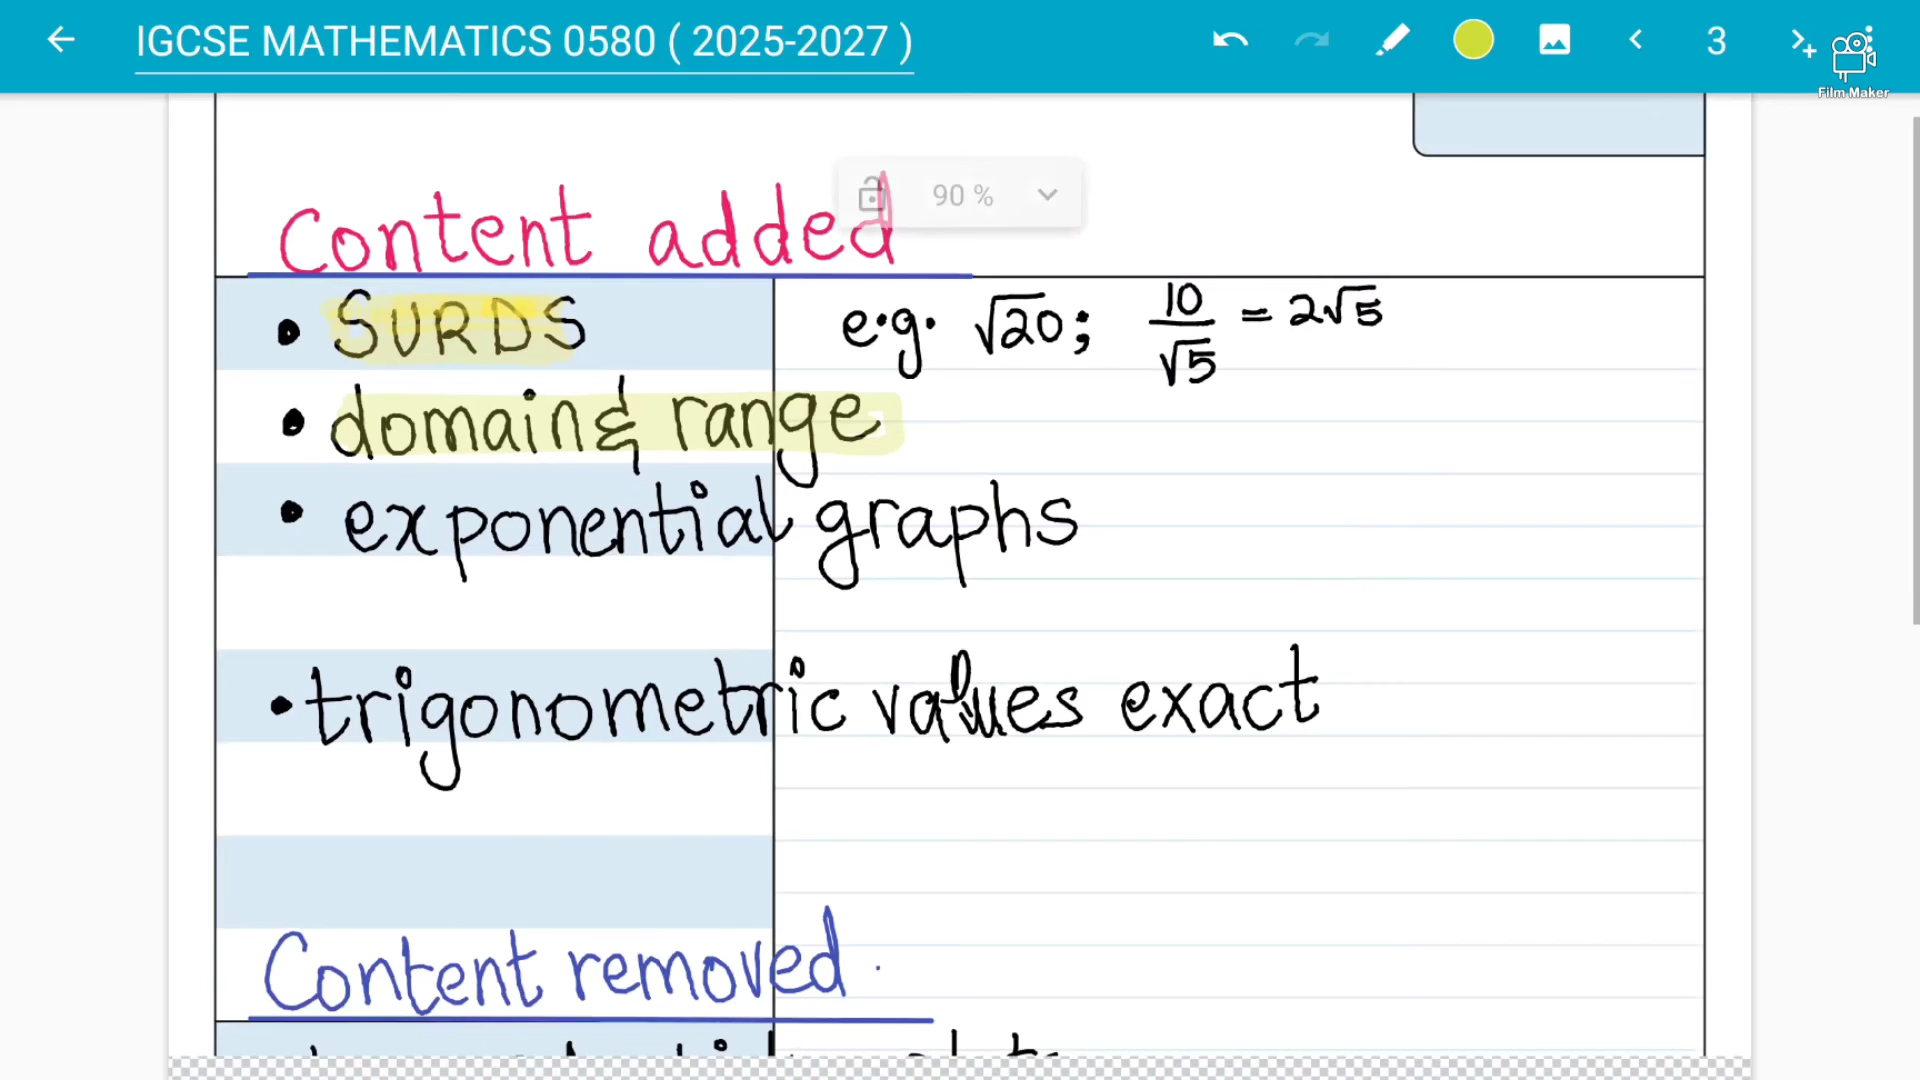 IGCSE MATHEMATICS 0580 ( 2025-2027 )
3
Film Maker
90 %
Content added
• SURDS e.g. √20; 10/√5 = 2√5
• domain & range
• exponential graphs
• trigonometric values exact
Content removed